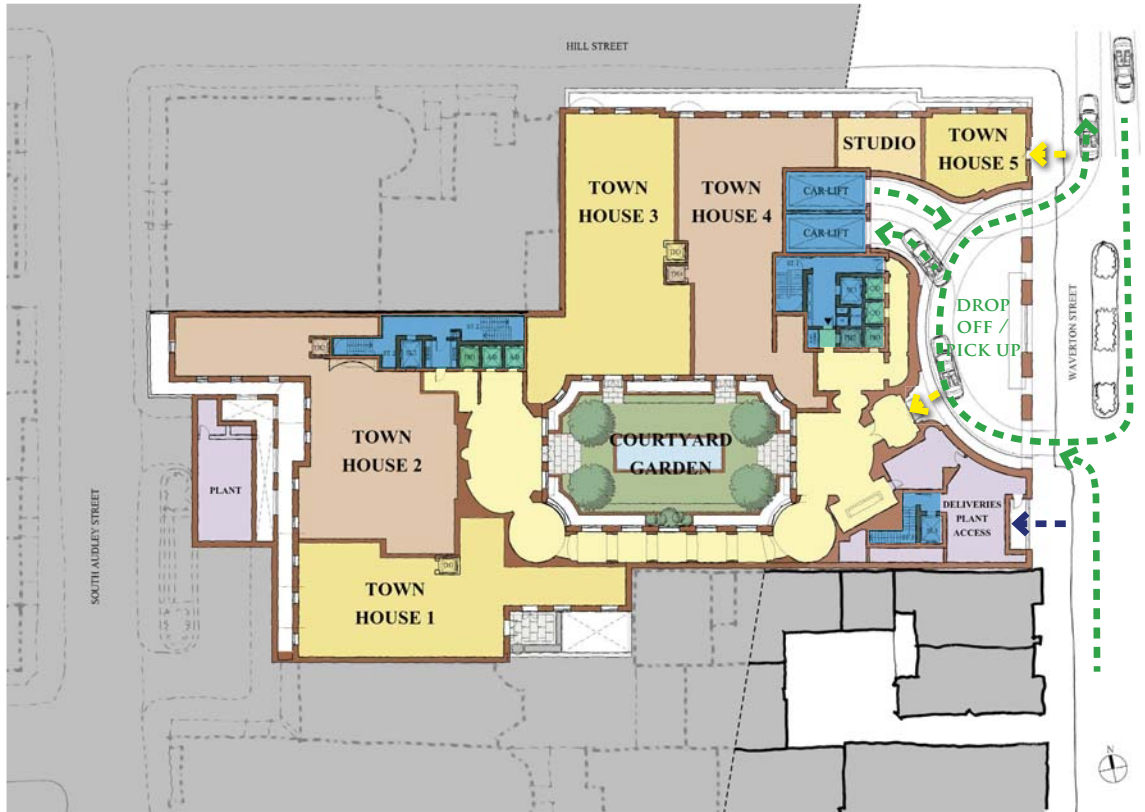 HILL STREET
STUDIO
TOWN
HOUSE 5
TOWN
HOUSE 3
TOWN
HOUSE 4
CAR LIFT
CAR LIFT
DROP
OFF /
PICK UP
WAVERTON STREET
TOWN
HOUSE 2
COURTYARD
GARDEN
PLANT
DELIVERIES
PLANT
ACCESS
SOUTH AUDLEY STREET
TOWN
HOUSE 1
N